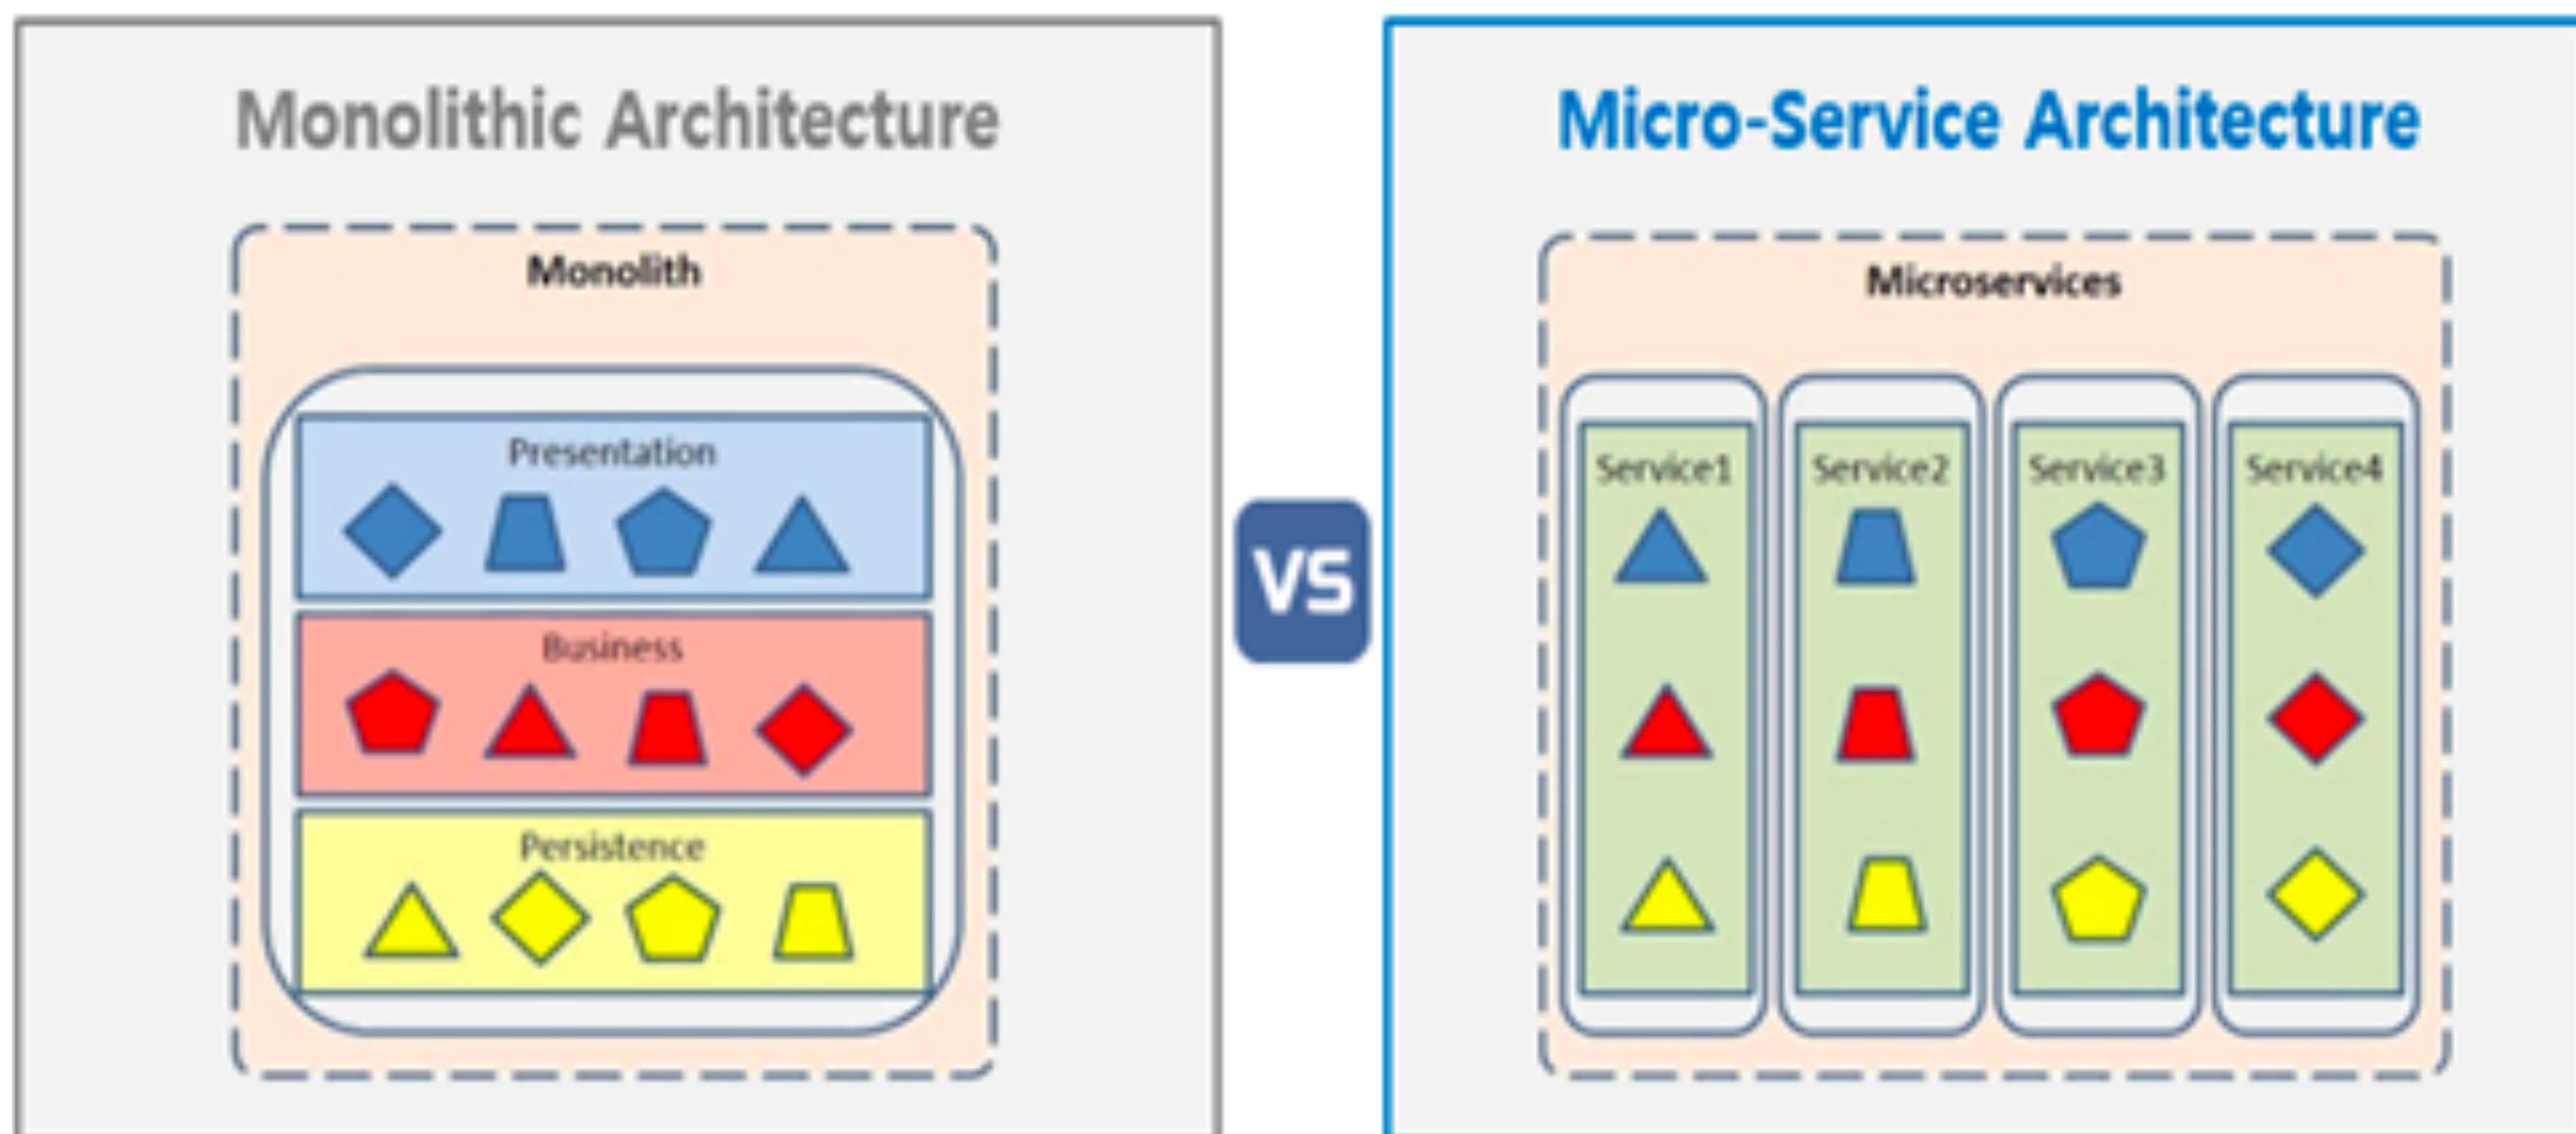 Monolithic Architecture
Monolith
Presentation
Business
Persistence
VS
Micro-Service Architecture
Microservices
Service1
Service2
Service3
Service4